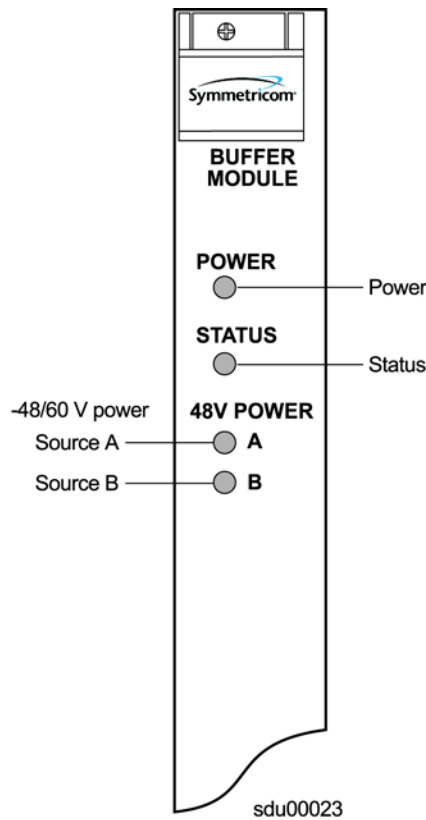 Symmetricom
BUFFER
MODULE
POWER
Power
STATUS
Status
-48/60 V power
48V POWER
Source A
A
Source B
B
sdu00023